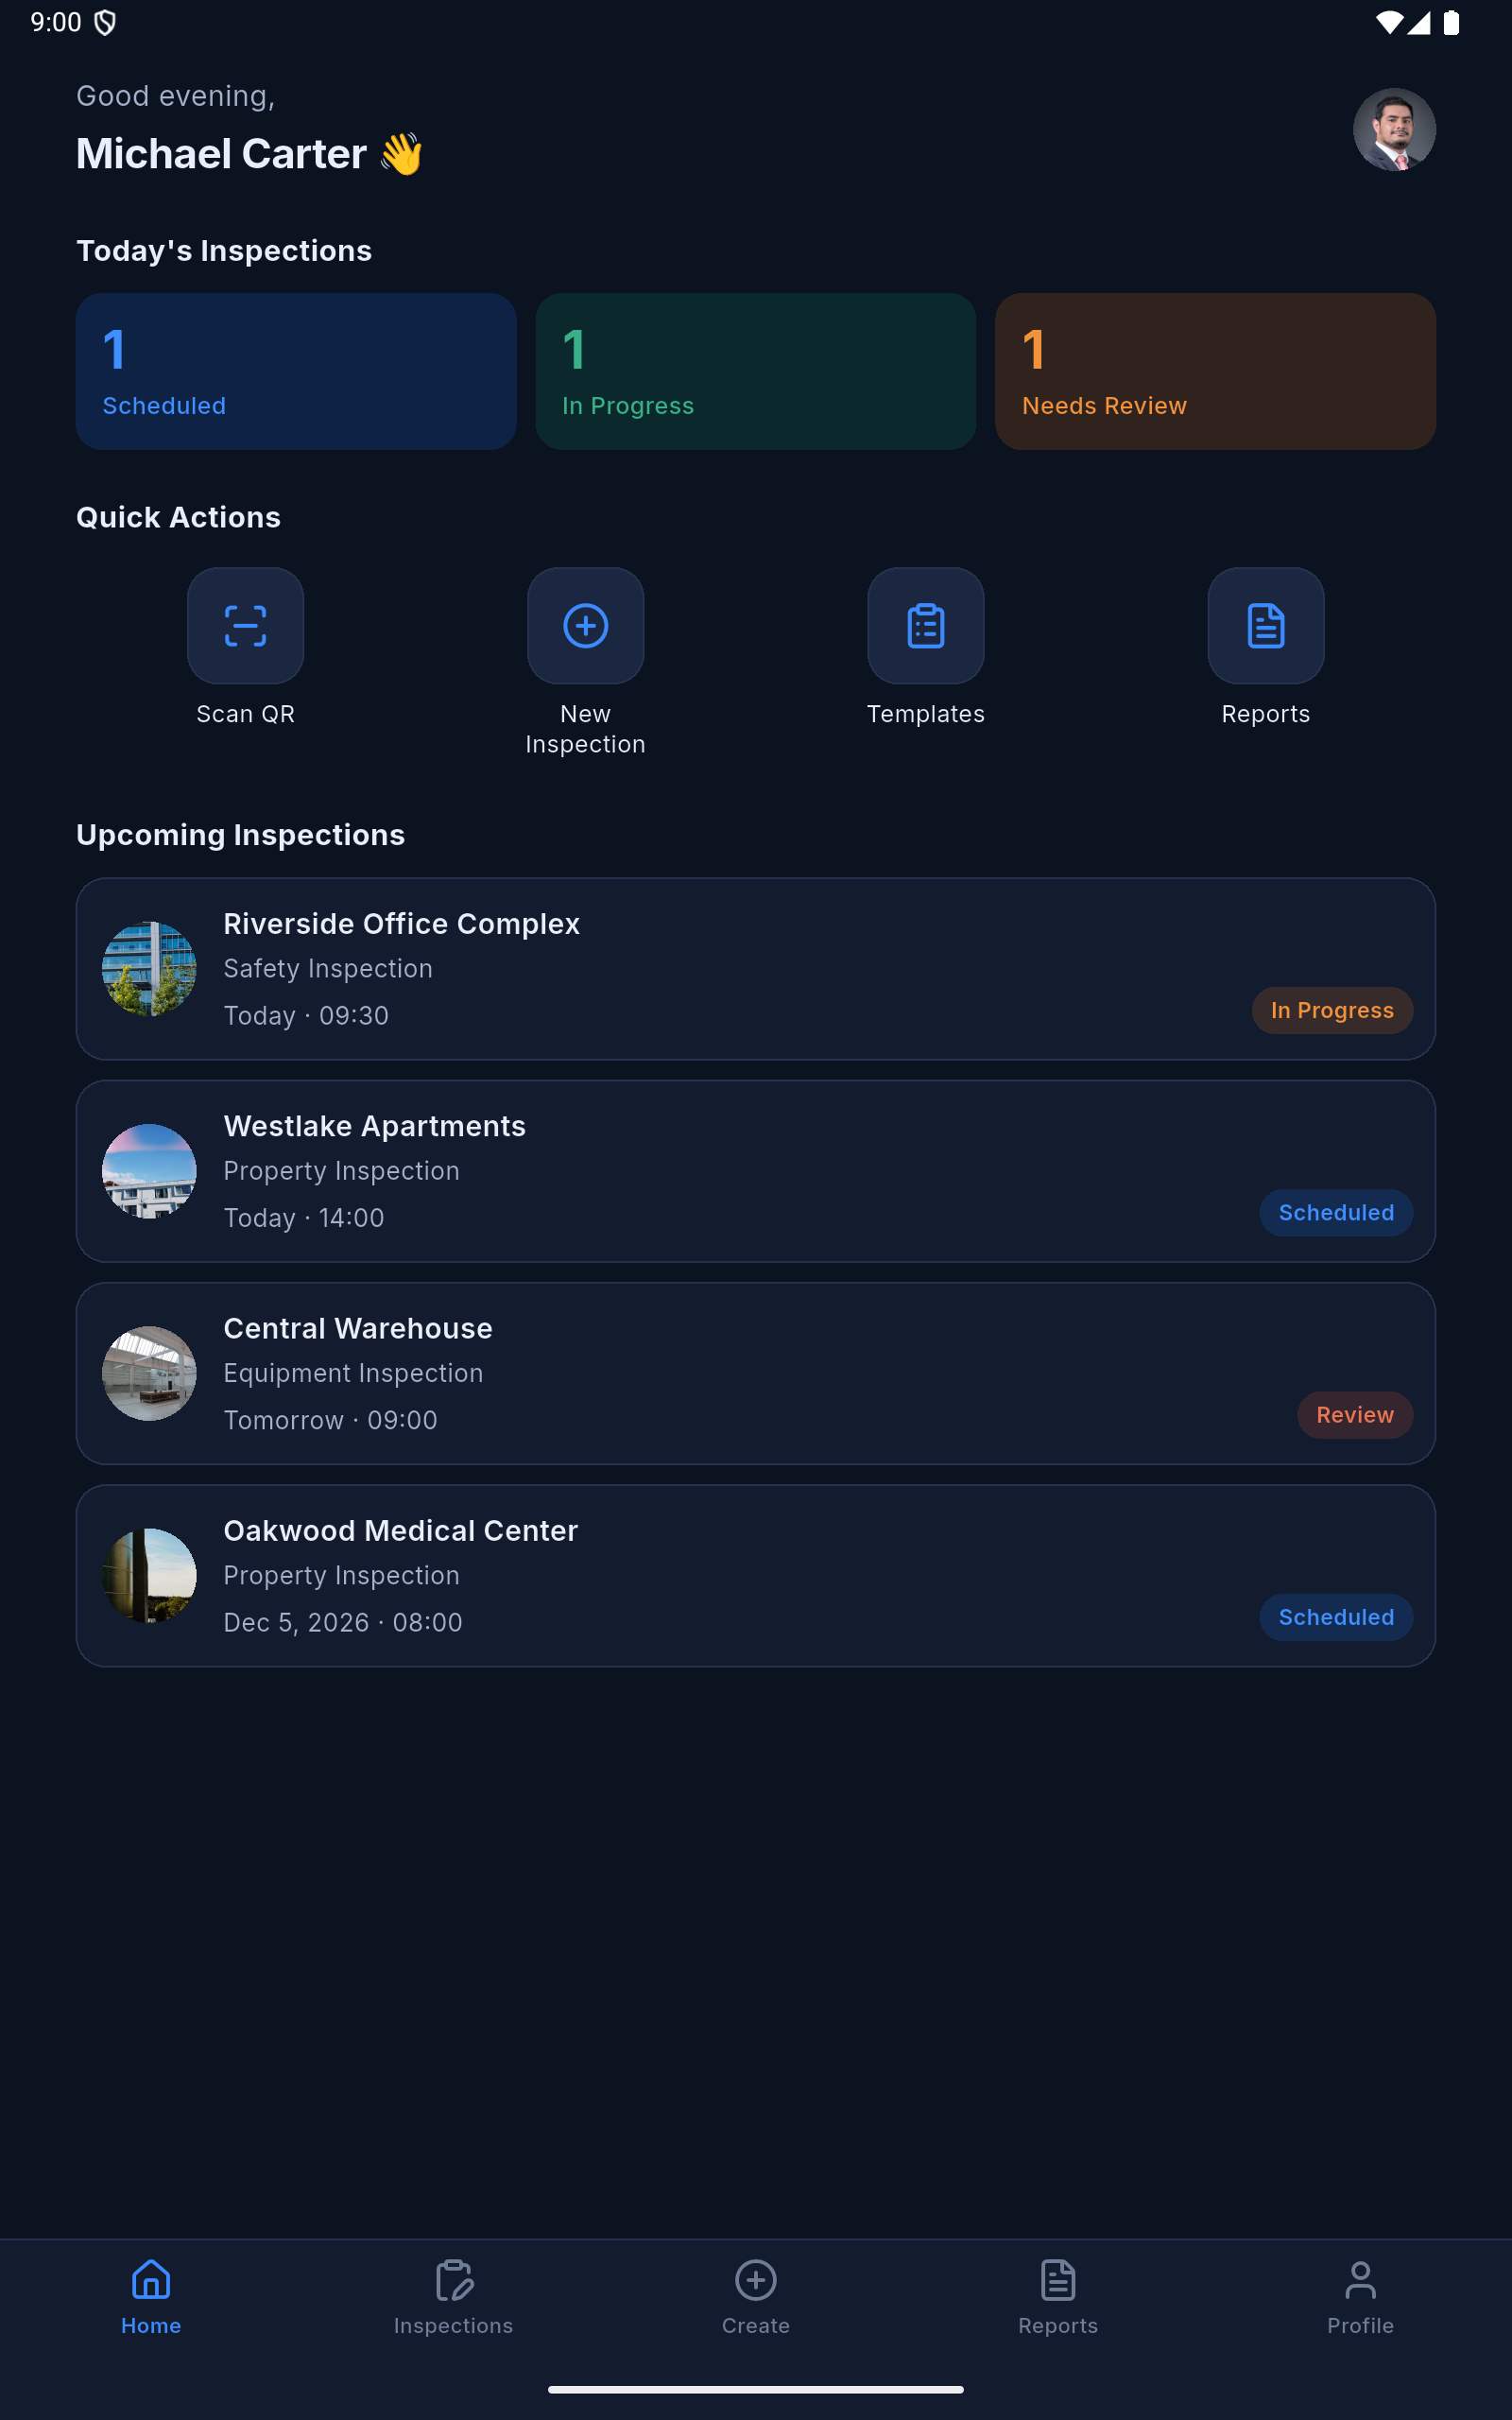 9:00
Good evening,
Michael Carter 👋
Today's Inspections
1
Scheduled
1
In Progress
1
Needs Review
Quick Actions
Scan QR
New
Inspection
Templates
Reports
Upcoming Inspections
Riverside Office Complex
Safety Inspection
Today · 09:30
In Progress
Westlake Apartments
Property Inspection
Today · 14:00
Scheduled
Central Warehouse
Equipment Inspection
Tomorrow · 09:00
Review
Oakwood Medical Center
Property Inspection
Dec 5, 2026 · 08:00
Scheduled
Home
Inspections
Create
Reports
Profile